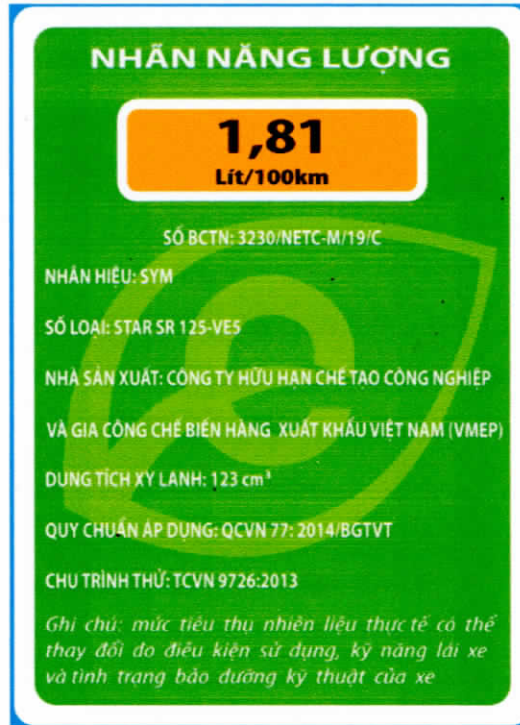 NHÃN NĂNG LƯỢNG
1,81
Lít/100km
SỐ BCTN: 3230/NETC-M/19/C
NHÃN HIỆU: SYM
SỐ LOẠI: STAR SR 125-VE5
NHÀ SẢN XUẤT: CÔNG TY HỮU HẠN CHẾ TẠO CÔNG NGHIỆP
VÀ GIA CÔNG CHẾ BIẾN HÀNG XUẤT KHẨU VIỆT NAM (VMEP)
DUNG TÍCH XY LANH: 123 cm³
QUY CHUẨN ÁP DỤNG: QCVN 77: 2014/BGTVT
CHU TRÌNH THỬ: TCVN 9726:2013
Ghi chú: mức tiêu thụ nhiên liệu thực tế có thể
thay đổi do điều kiện sử dụng, kỹ năng lái xe
và tình trạng bảo dưỡng kỹ thuật của xe